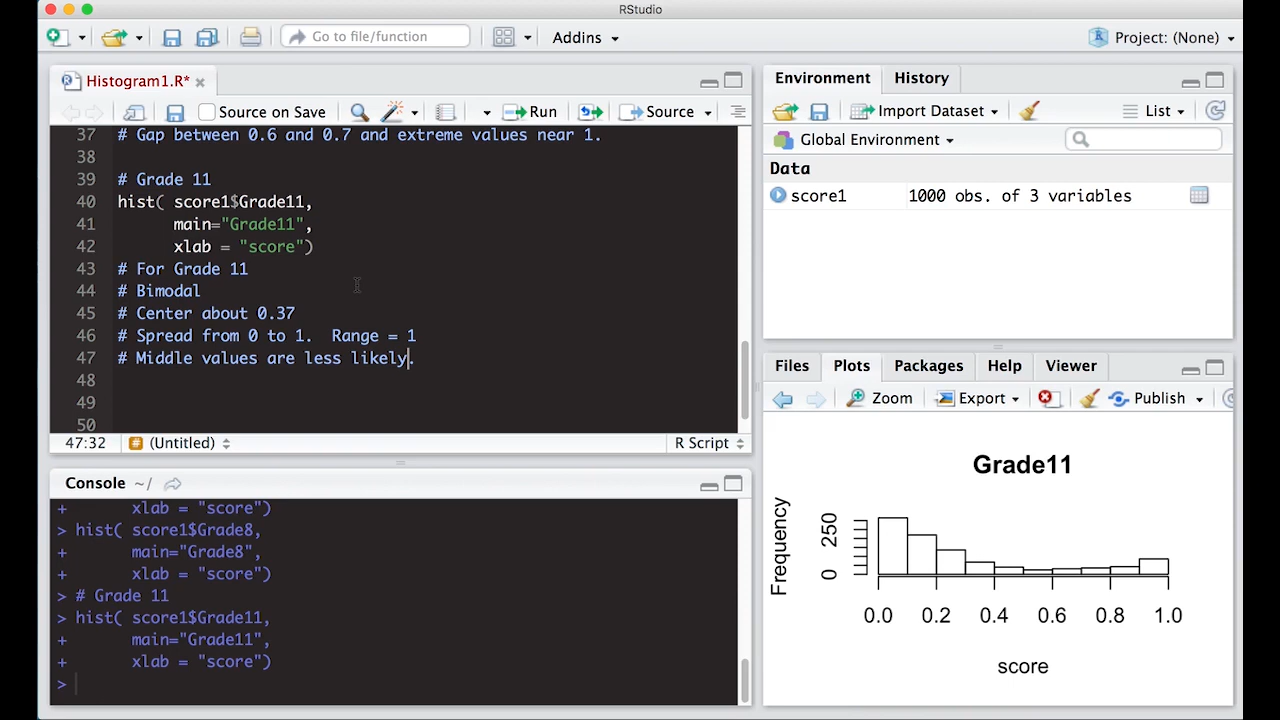 RStudio
Go to file/function
Addins
Project: (None)
Histogram1.R*
Source on Save
Run
Source
37 # Gap between 0.6 and 0.7 and extreme values near 1.
38
39 # Grade 11
40 hist( score1$Grade11,
41 main="Grade11",
42 xlab = "score")
43 # For Grade 11
44 # Bimodal
45 # Center about 0.37
46 # Spread from 0 to 1.  Range = 1
47 # Middle values are less likely.
48
49
50
47:32
(Untitled)
R Script
Console ~/
+ xlab = "score")
> hist( score1$Grade8,
+ main="Grade8",
+ xlab = "score")
> # Grade 11
> hist( score1$Grade11,
+ main="Grade11",
+ xlab = "score")
>
Environment
History
Import Dataset
List
Global Environment
Data
score1 1000 obs. of 3 variables
Files
Plots
Packages
Help
Viewer
Zoom
Export
Publish
Grade11
Frequency
250
0
0.0 0.2 0.4 0.6 0.8 1.0
score